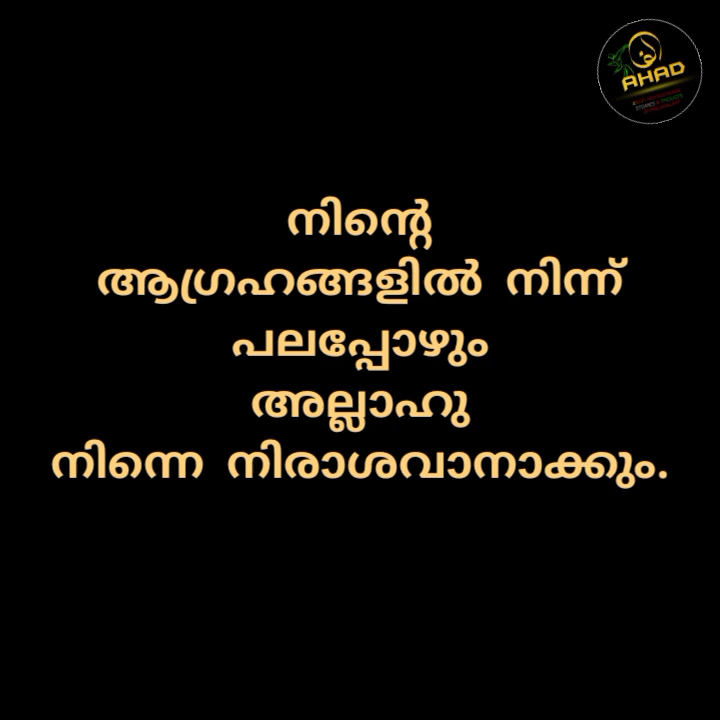 AHAD
നിന്റെ
ആഗ്രഹങ്ങളിൽ നിന്ന്
പലപ്പോഴും
അല്ലാഹു
നിന്നെ നിരാശവാനാക്കും.